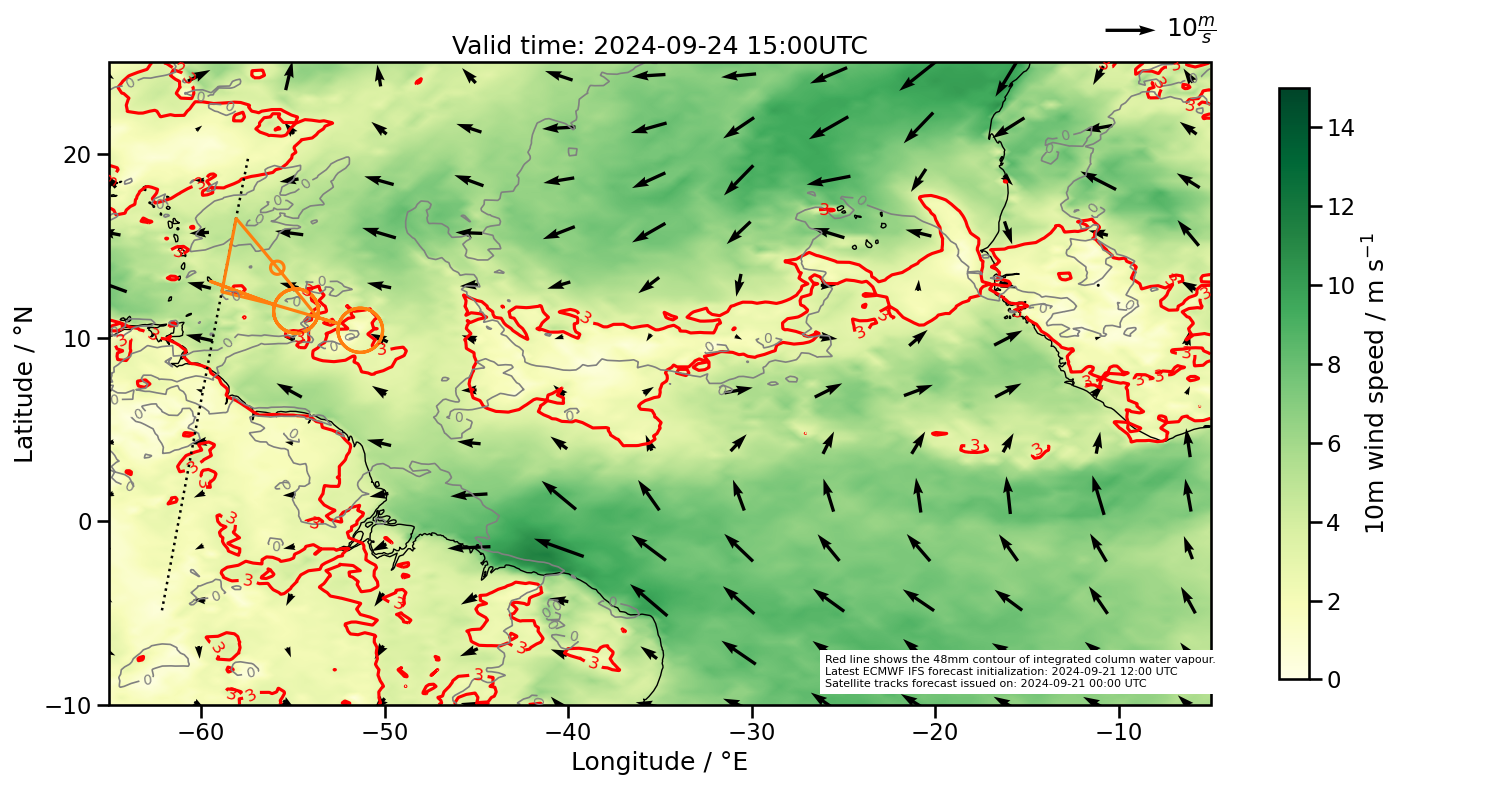 10 m/s
Valid time: 2024-09-24 15:00UTC
20
10
0
−10
Latitude / °N
−60
−50
−40
−30
−20
−10
Longitude / °E
Red line shows the 48mm contour of integrated column water vapour.
Latest ECMWF IFS forecast initialization: 2024-09-21 12:00 UTC
Satellite tracks forecast issued on: 2024-09-21 00:00 UTC
14
12
10
8
6
4
2
0
10m wind speed / m s⁻¹